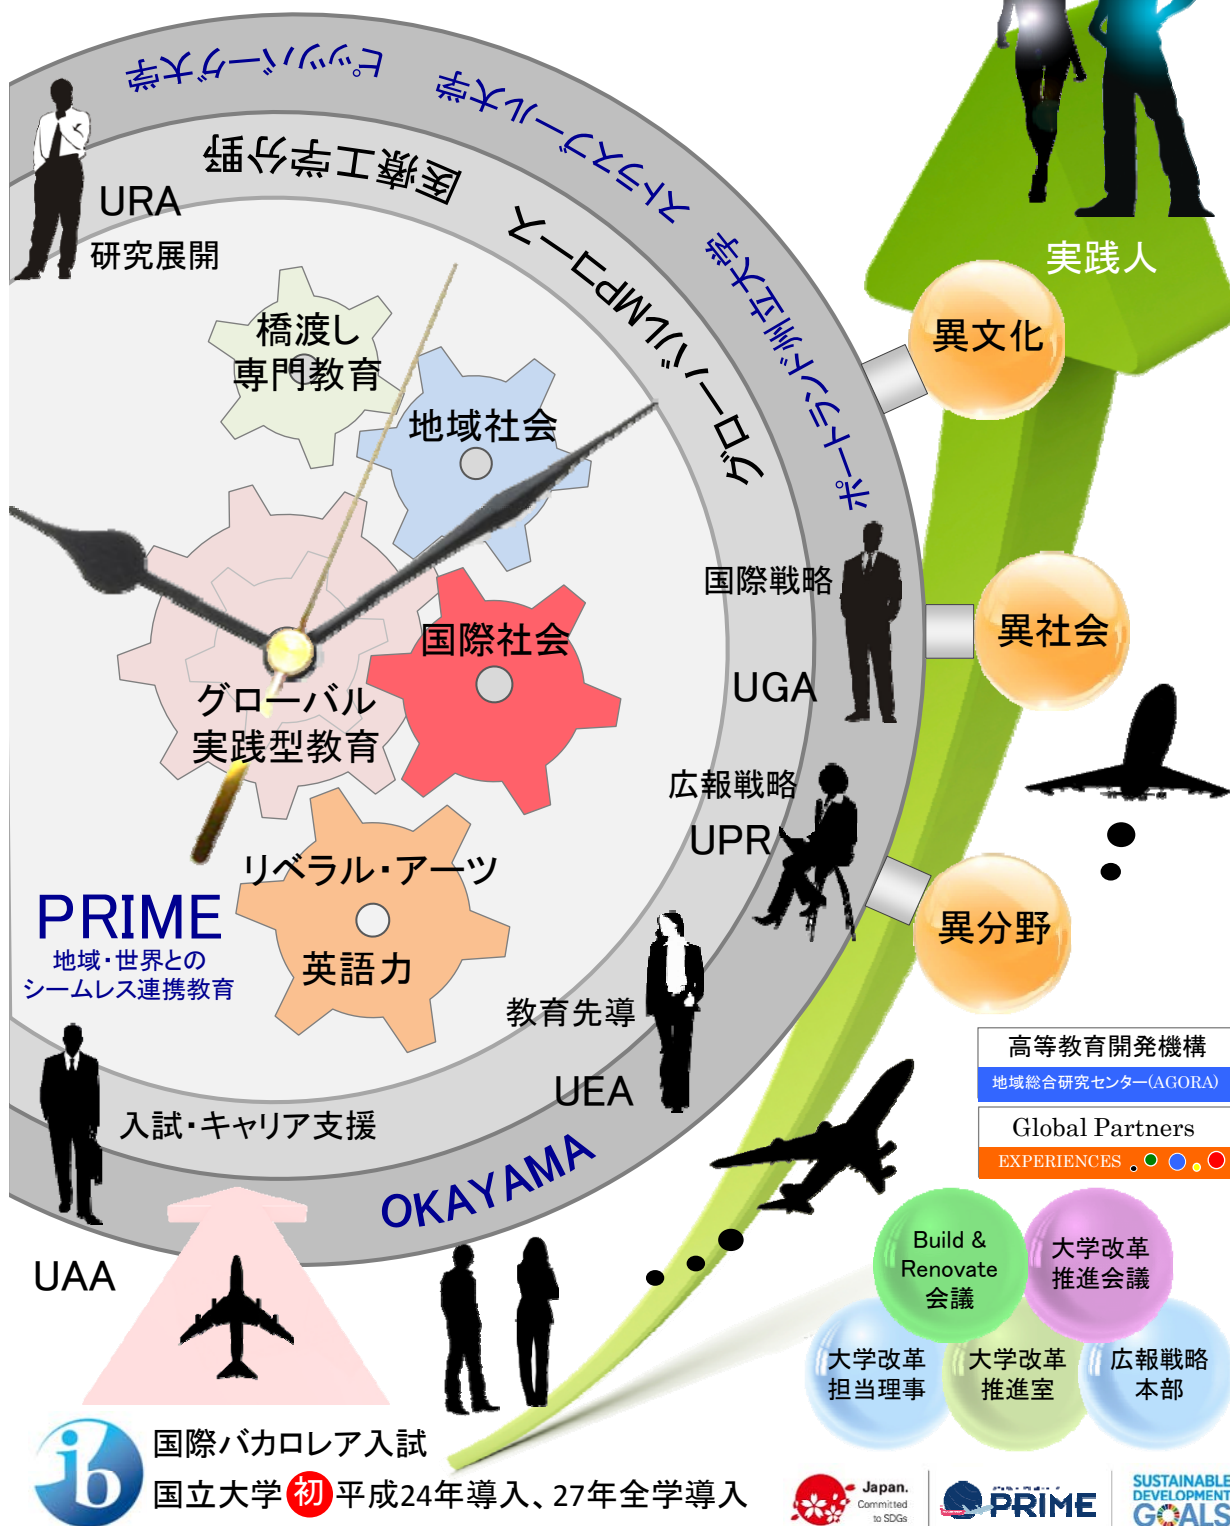 ピッツバーグ大学
ストラスブール大学
ポートランド州立大学
医療工学分野
グローバルMPコース
URA
研究展開
実践人
異文化
橋渡し
専門教育
地域社会
国際戦略
異社会
国際社会
UGA
グローバル
実践型教育
広報戦略
UPR
リベラル・アーツ
PRIME
地域・世界との
シームレス連携教育
英語力
異分野
教育先導
UEA
高等教育開発機構
地域総合研究センター(AGORA)
Global Partners
EXPERIENCES
入試・キャリア支援
OKAYAMA
UAA
Build &
Renovate
会議
大学改革
推進会議
大学改革
担当理事
大学改革
推進室
広報戦略
本部
ib
国際バカロレア入試
国立大学初平成24年導入、27年全学導入
Japan.
Committed
to SDGs
PRIME
SUSTAINABLE
DEVELOPMENT
GOALS